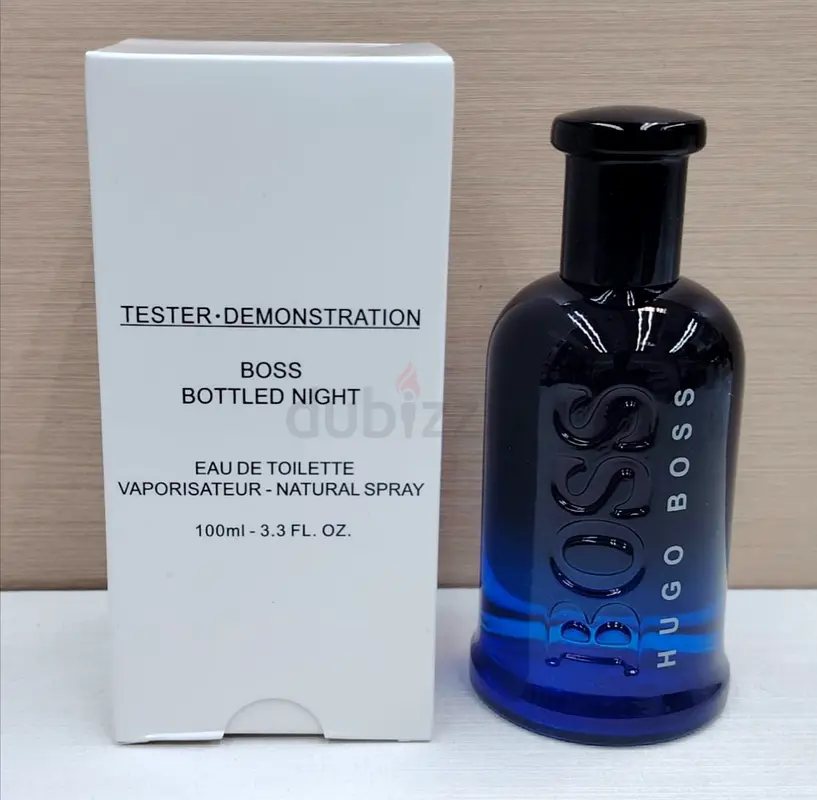 TESTER·DEMONSTRATION
BOSS
BOTTLED NIGHT
EAU DE TOILETTE
VAPORISATEUR - NATURAL SPRAY
100ml - 3.3 FL. OZ.
BOSS
HUGO BOSS
dubizzle